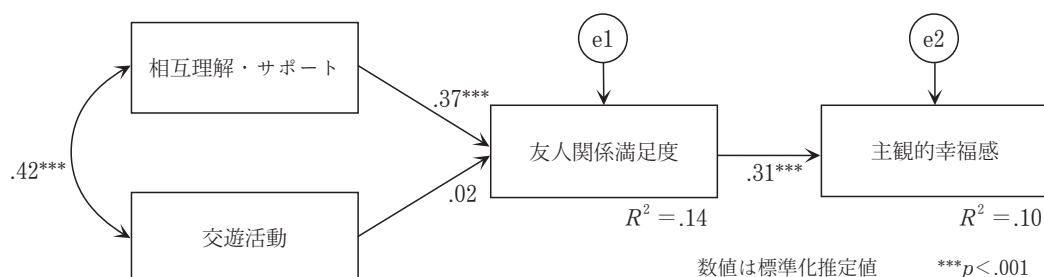 e1
e2
相互理解・サポート
.37***
友人関係満足度
主観的幸福感
.42***
.31***
.02
交遊活動
R² =.14
R² =.10
数値は標準化推定値 ***p<.001